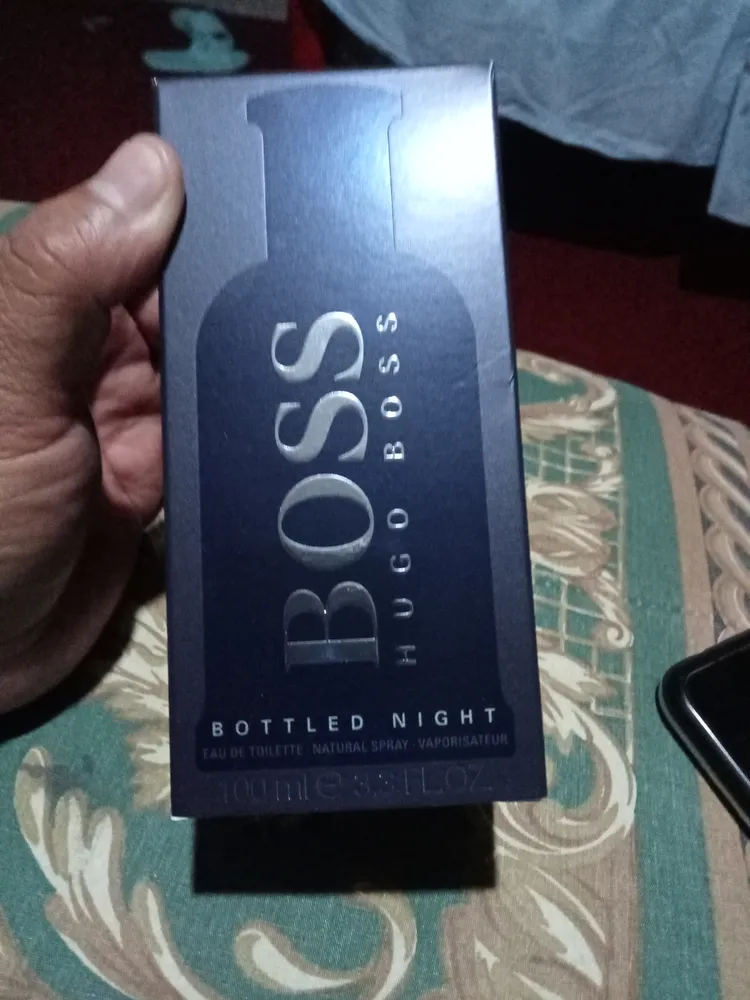 BOSS
HUGO BOSS
BOTTLED NIGHT
EAU DE TOILETTE · NATURAL SPRAY · VAPORISATEUR
100 ml ℮ 3.3 FL.OZ.